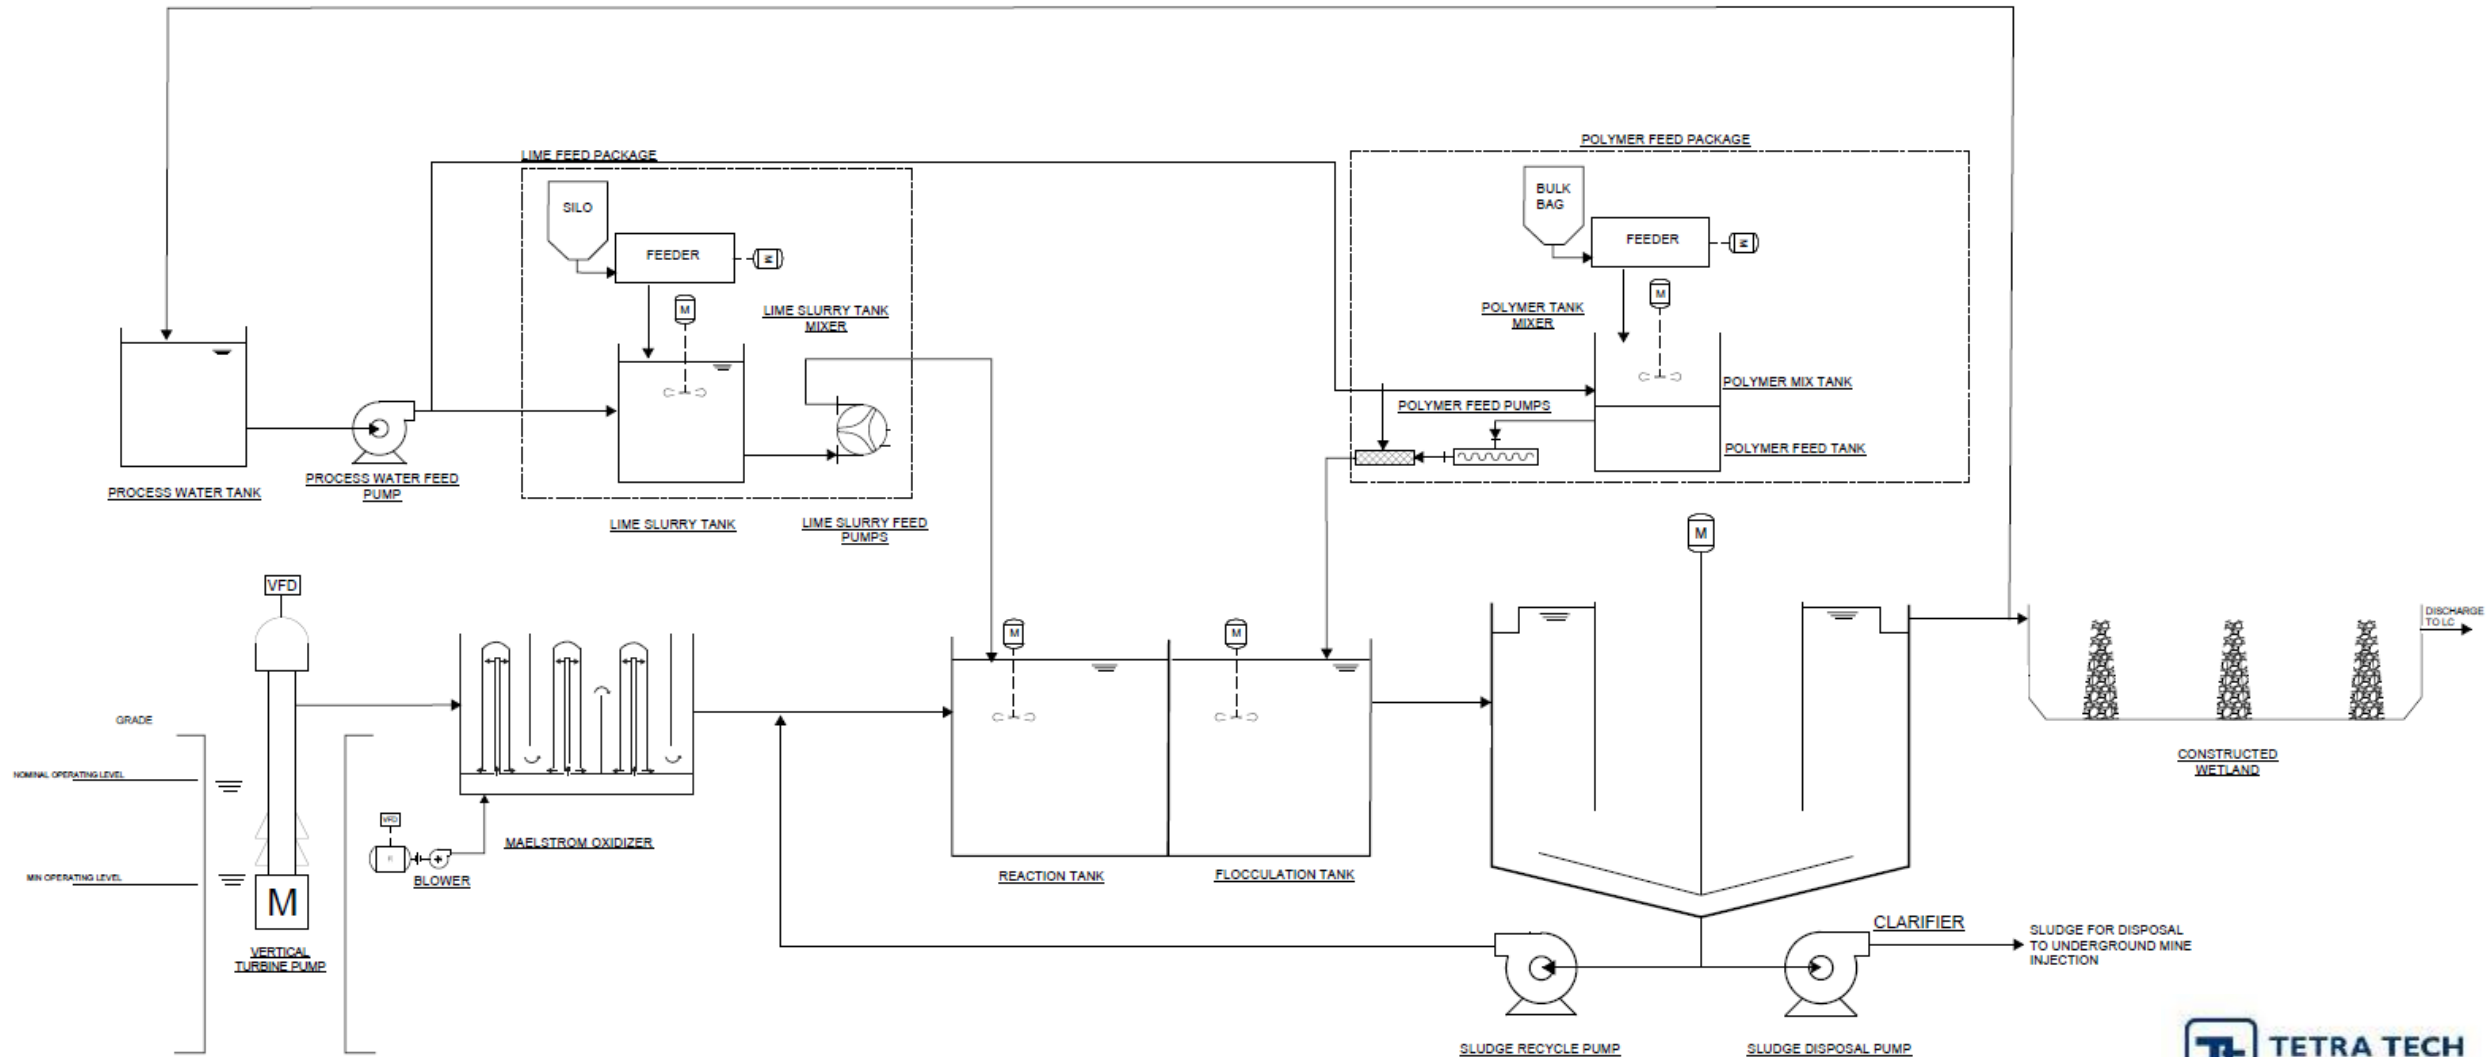 LIME FEED PACKAGE
POLYMER FEED PACKAGE
SILO
FEEDER
M
M
LIME SLURRY TANK
MIXER
BULK
BAG
FEEDER
M
M
POLYMER TANK
MIXER
POLYMER MIX TANK
POLYMER FEED PUMPS
POLYMER FEED TANK
PROCESS WATER TANK
PROCESS WATER FEED
PUMP
LIME SLURRY TANK
LIME SLURRY FEED
PUMPS
M
VFD
M
M
DISCHARGE
TO LC
GRADE
NOMINAL OPERATING LEVEL
MIN OPERATING LEVEL
M
VERTICAL
TURBINE PUMP
VFD
BLOWER
MAELSTROM OXIDIZER
REACTION TANK
FLOCCULATION TANK
CONSTRUCTED
WETLAND
CLARIFIER
SLUDGE FOR DISPOSAL
TO UNDERGROUND MINE
INJECTION
SLUDGE RECYCLE PUMP
SLUDGE DISPOSAL PUMP
TETRA TECH